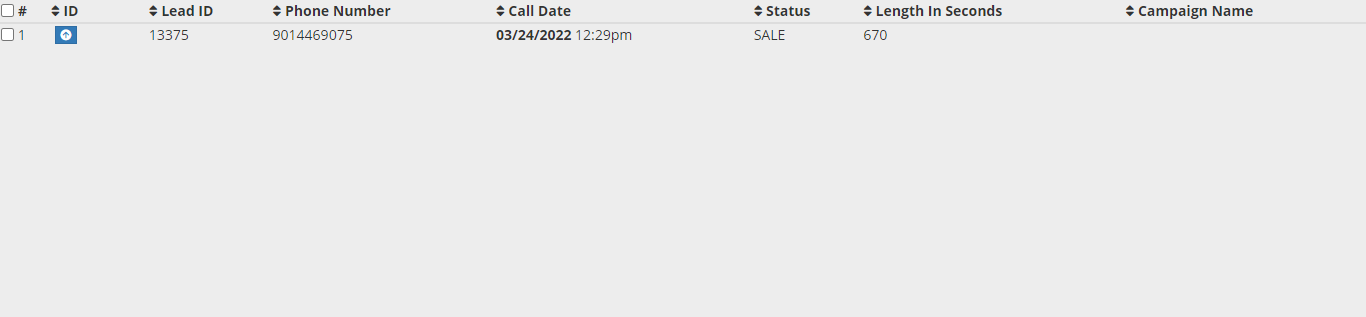 # ID Lead ID Phone Number Call Date Status Length In Seconds Campaign Name
1 13375 9014469075 03/24/2022 12:29pm SALE 670